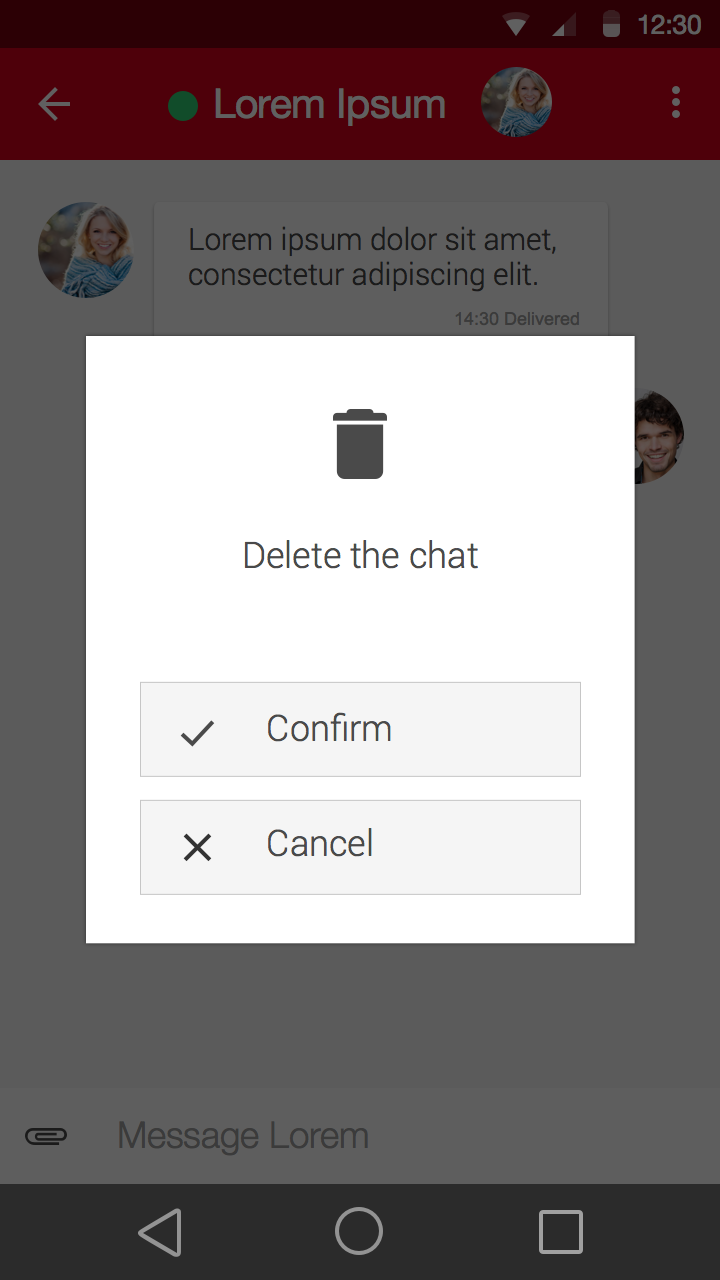 12:30
Lorem Ipsum
Lorem ipsum dolor sit amet,
consectetur adipiscing elit.
14:30 Delivered
Delete the chat
Confirm
Cancel
Message Lorem